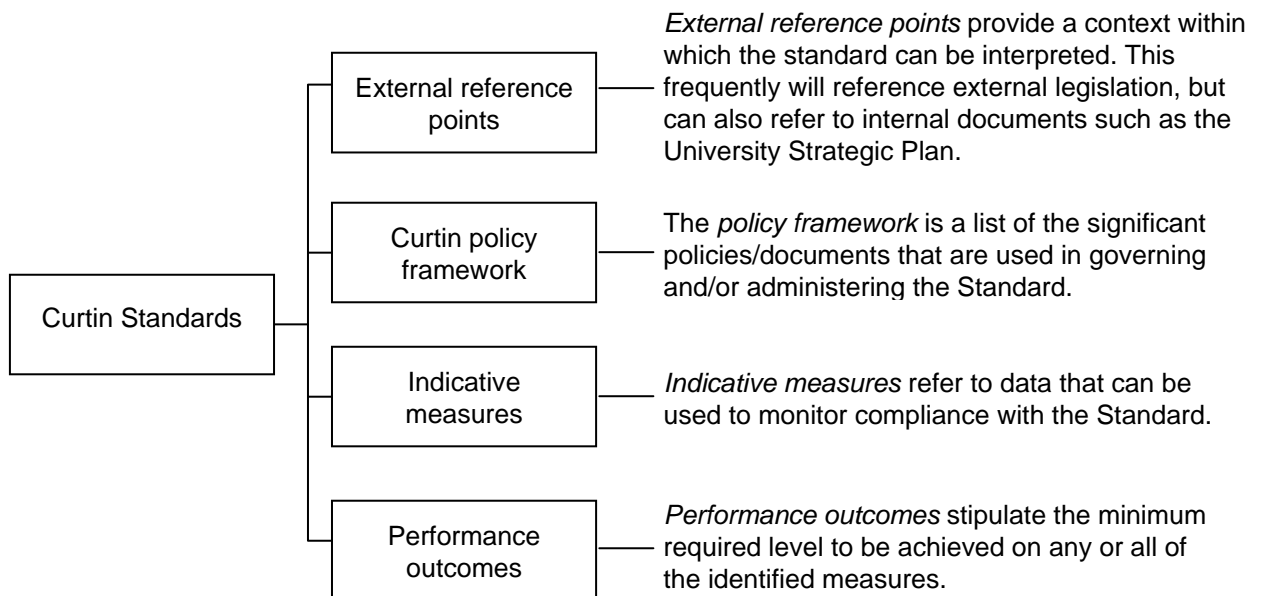 External reference points provide a context within
which the standard can be interpreted. This
frequently will reference external legislation, but
can also refer to internal documents such as the
University Strategic Plan.
External reference
points
The policy framework is a list of the significant
policies/documents that are used in governing
and/or administering the Standard.
Curtin policy
framework
Curtin Standards
Indicative
measures
Indicative measures refer to data that can be
used to monitor compliance with the Standard.
Performance
outcomes
Performance outcomes stipulate the minimum
required level to be achieved on any or all of
the identified measures.